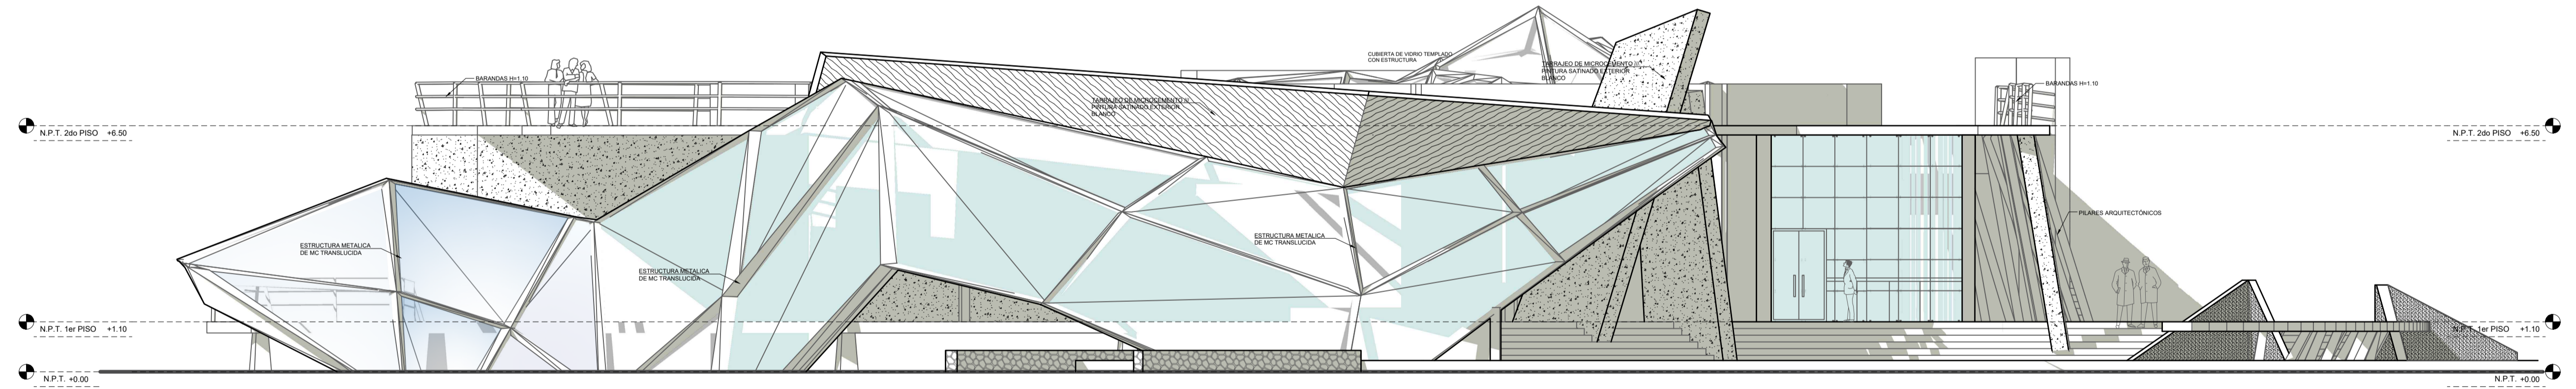 CUBIERTA DE VIDRIO TEMPLADO
CON ESTRUCTURA
TARRAJEO DE MICROCEMENTO ///
PINTURA SATINADO EXTERIOR
BLANCO
BARANDAS H=1.10
BARANDAS H=1.10
TARRAJEO DE MICROCEMENTO ///
PINTURA SATINADO EXTERIOR
BLANCO
N.P.T. 2do PISO +6.50
N.P.T. 2do PISO +6.50
PILARES ARQUITECTÓNICOS
ESTRUCTURA METALICA
DE MC TRANSLUCIDA
ESTRUCTURA METALICA
DE MC TRANSLUCIDA
ESTRUCTURA METALICA
DE MC TRANSLUCIDA
N.P.T. 1er PISO +1.10
N.P.T. 1er PISO +1.10
N.P.T. +0.00
N.P.T. +0.00